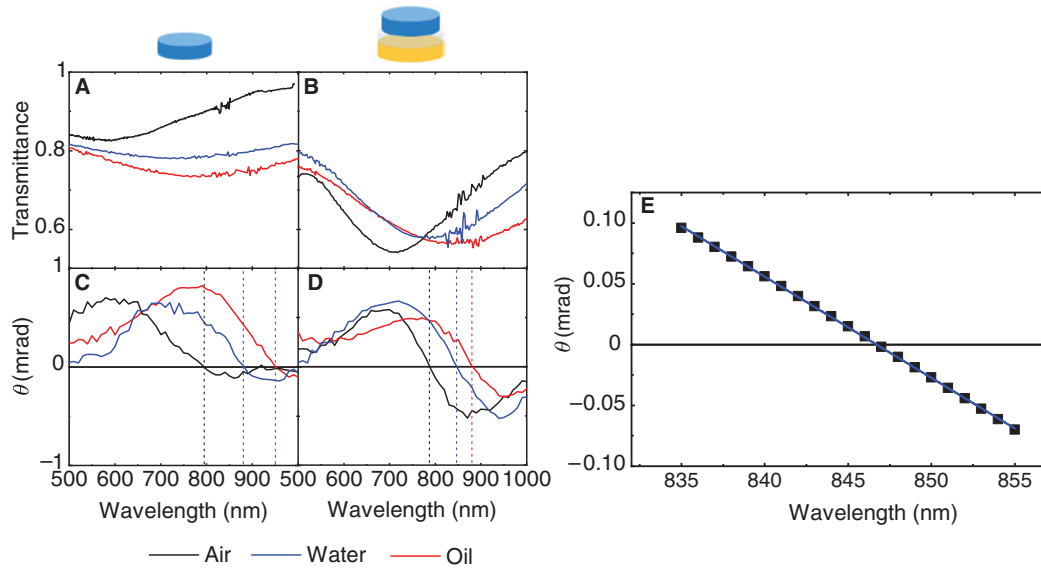 A
B
1
0.8
0.6
1
Transmittance
C
D
0
−1
θ (mrad)
500 600 700 800 900 500 600 700 800 900 1000
Wavelength (nm) Wavelength (nm)
Air Water Oil
E
0.10
0.05
0
−0.05
−0.10
θ (mrad)
835 840 845 850 855
Wavelength (nm)